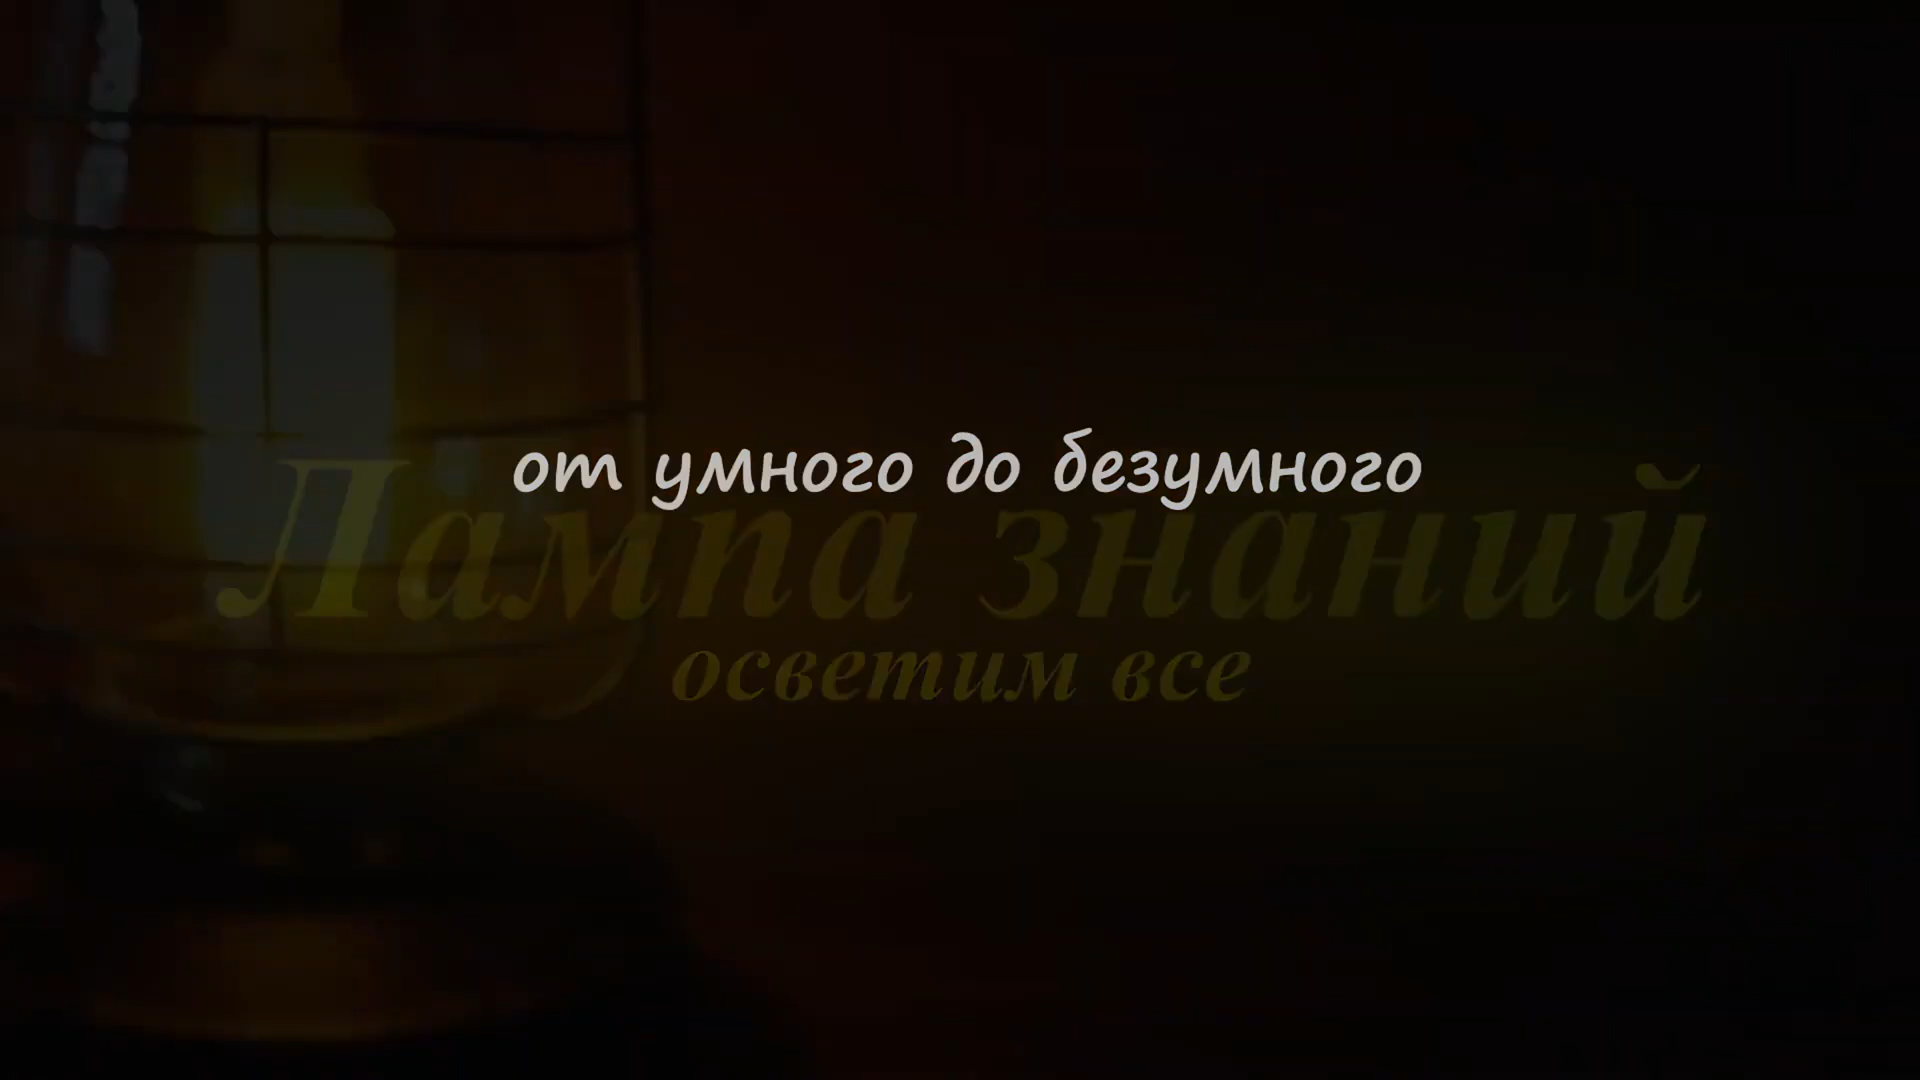 от умного до безумного
Лампа знаний
осветим все